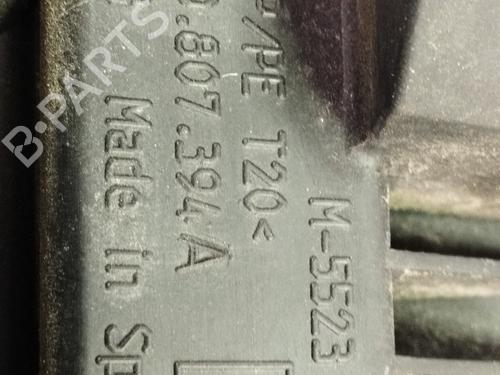 M-5523
/PE T20<
.807.394 A
Made in Sp
B-PARTS